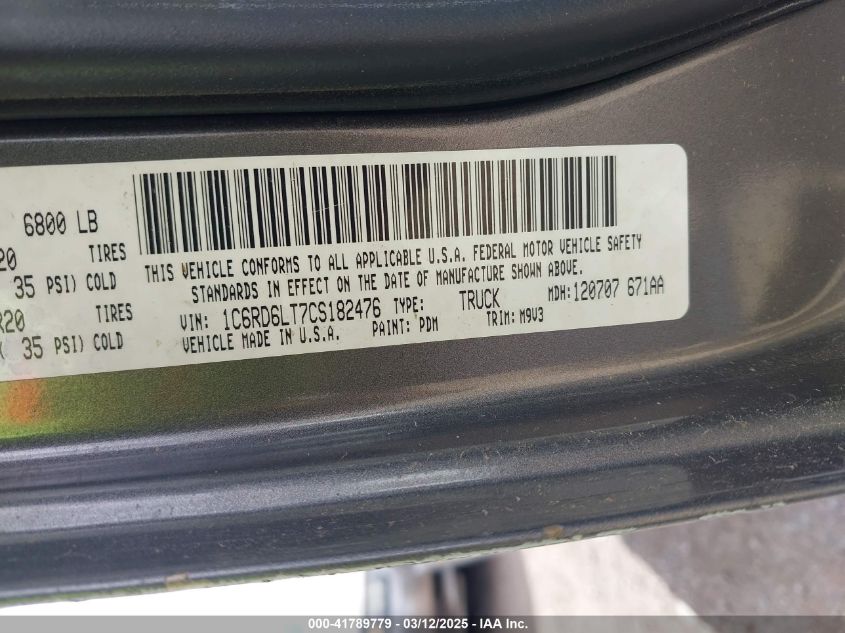 6800 LB
20 TIRES
35 PSI) COLD
R20 TIRES
( 35 PSI) COLD
THIS VEHICLE CONFORMS TO ALL APPLICABLE U.S.A. FEDERAL MOTOR VEHICLE SAFETY
STANDARDS IN EFFECT ON THE DATE OF MANUFACTURE SHOWN ABOVE.
VIN: 1C6RD6LT7CS182476 TYPE: TRUCK MDH: 120707 671AA
VEHICLE MADE IN U.S.A. PAINT: PDM TRIM: M9V3
000-41789779 - 03/12/2025 - IAA Inc.